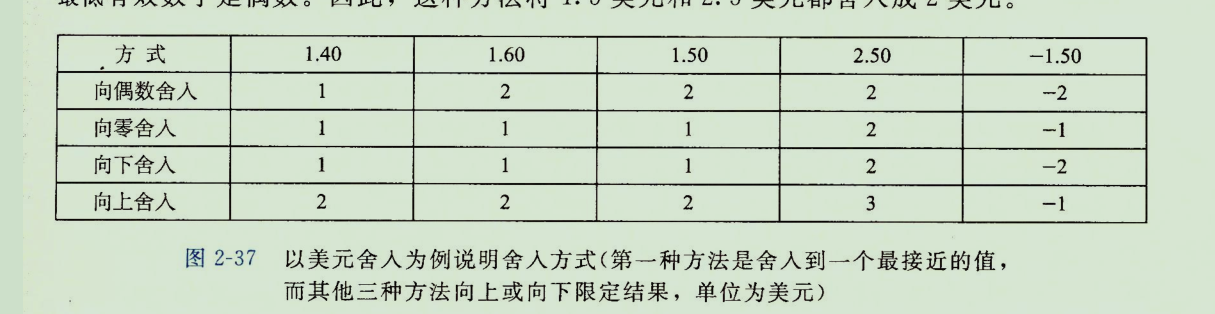 最低有效数字是偶数。因此，这种方法将 1.5 美元和 2.5 美元都舍入成 2 美元。
方 式 1.40 1.60 1.50 2.50 −1.50
向偶数舍入 1 2 2 2 −2
向零舍入 1 1 1 2 −1
向下舍入 1 1 1 2 −2
向上舍入 2 2 2 3 −1
图 2-37 以美元舍入为例说明舍入方式(第一种方法是舍入到一个最接近的值，
而其他三种方法向上或向下限定结果，单位为美元)